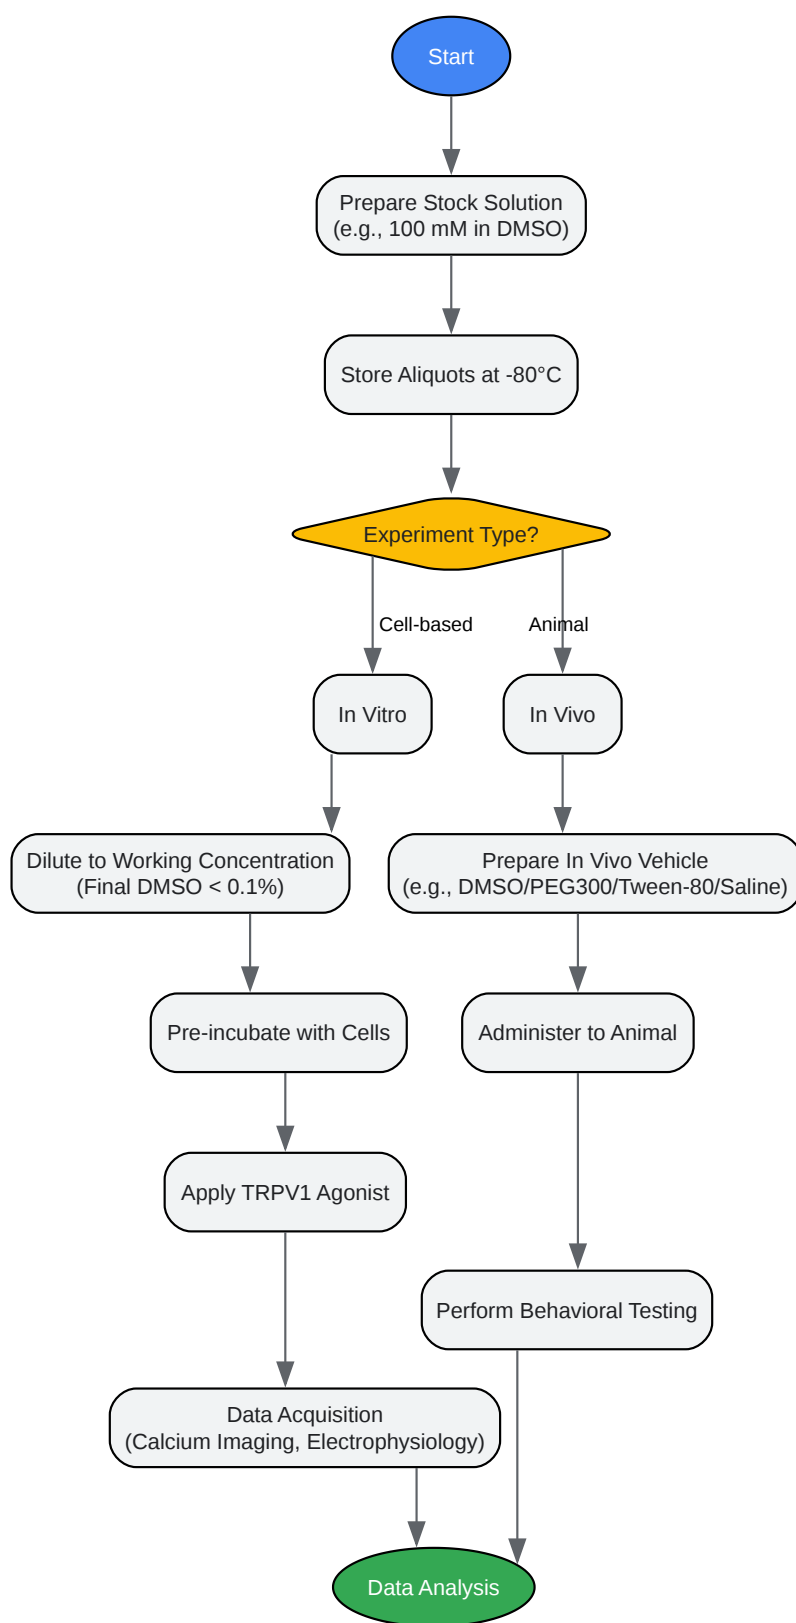 Start
Prepare Stock Solution
(e.g., 100 mM in DMSO)
Store Aliquots at -80°C
Experiment Type?
Cell-based
Animal
In Vitro
In Vivo
Dilute to Working Concentration
(Final DMSO < 0.1%)
Prepare In Vivo Vehicle
(e.g., DMSO/PEG300/Tween-80/Saline)
Pre-incubate with Cells
Administer to Animal
Apply TRPV1 Agonist
Perform Behavioral Testing
Data Acquisition
(Calcium Imaging, Electrophysiology)
Data Analysis